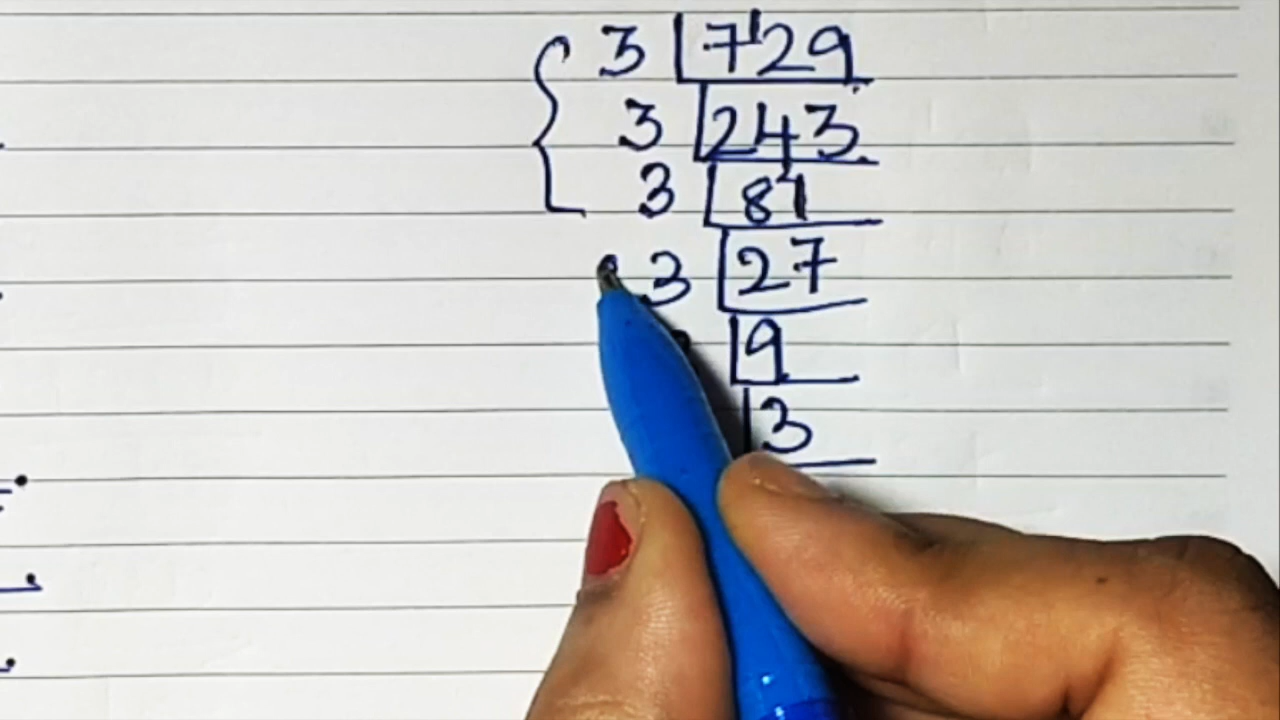 3 | 729
3 | 243
3 | 81
3 | 27
| 9
| 3